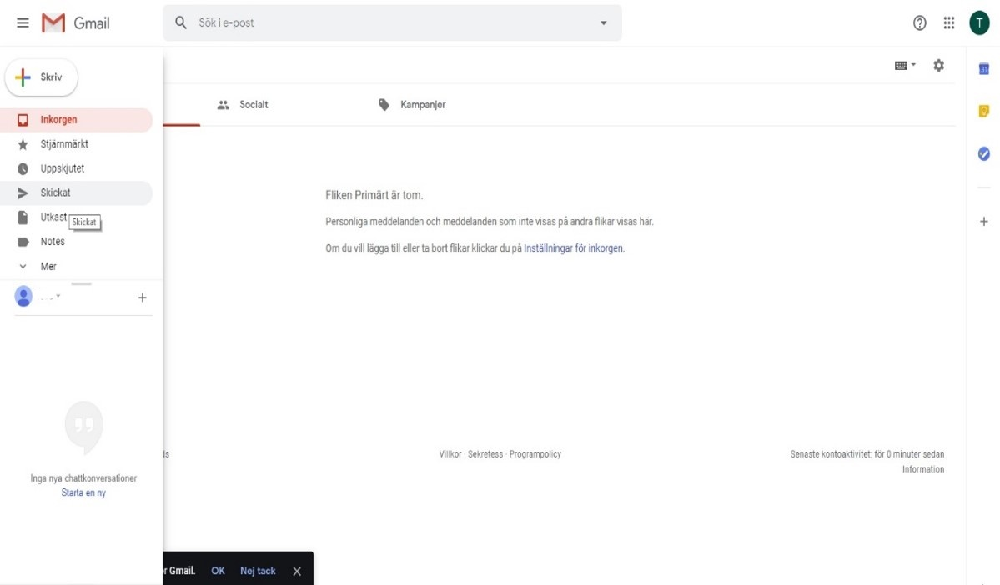 Gmail
Sök i e-post
T
Skriv
Inkorgen
Stjärnmärkt
Uppskjutet
Skickat
Utkast
Skickat
Notes
Mer
Socialt
Kampanjer
31
Fliken Primärt är tom.
Personliga meddelanden och meddelanden som inte visas på andra flikar visas här.
Om du vill lägga till eller ta bort flikar klickar du på Inställningar för inkorgen.
Villkor · Sekretess · Programpolicy
Senaste kontoaktivitet: för 0 minuter sedan
Information
Inga nya chattkonversationer
Starta en ny
Gmail. OK Nej tack